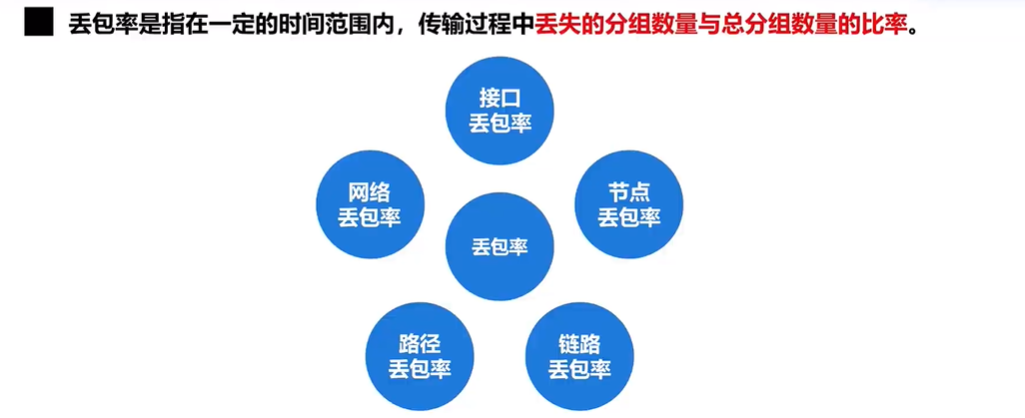 丢包率是指在一定的时间范围内，传输过程中丢失的分组数量与总分组数量的比率。
接口
丢包率
网络
丢包率
节点
丢包率
丢包率
路径
丢包率
链路
丢包率